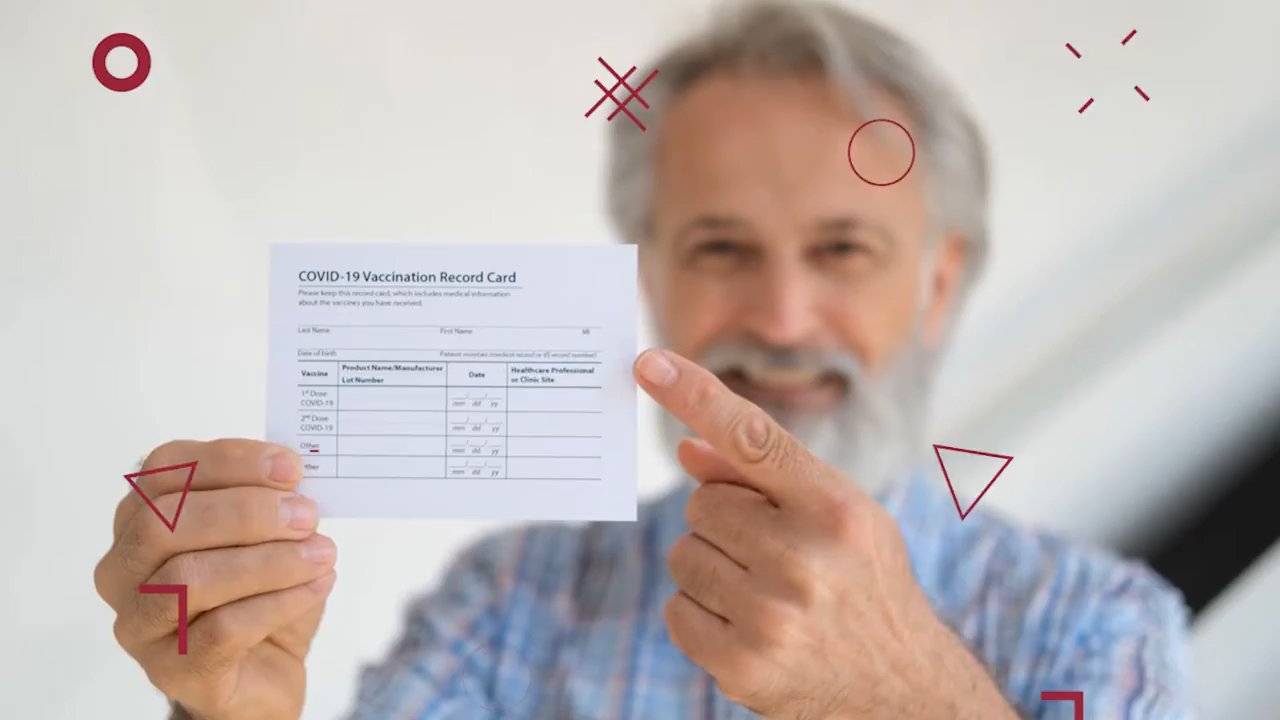 COVID-19 Vaccination Record Card
Please keep this record card, which includes medical information
about the vaccines you have received.
Last Name First Name MI
Date of birth Patient number (medical record or IIS record number)
Vaccine Product Name/Manufacturer Date Healthcare Professional
Lot Number or Clinic Site
1st Dose
COVID-19 mm dd yy
2nd Dose
COVID-19 mm dd yy
Other
mm dd yy
ther
mm dd yy